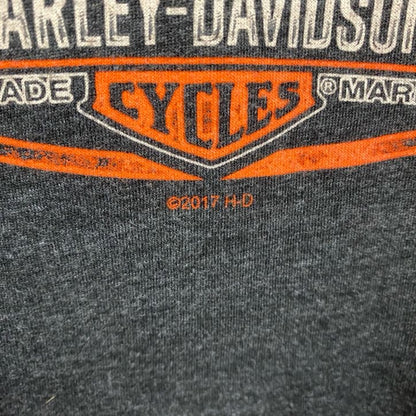 ARLEY-DAVIDSON
ADE CYCLES ® MAR
©2017 H-D